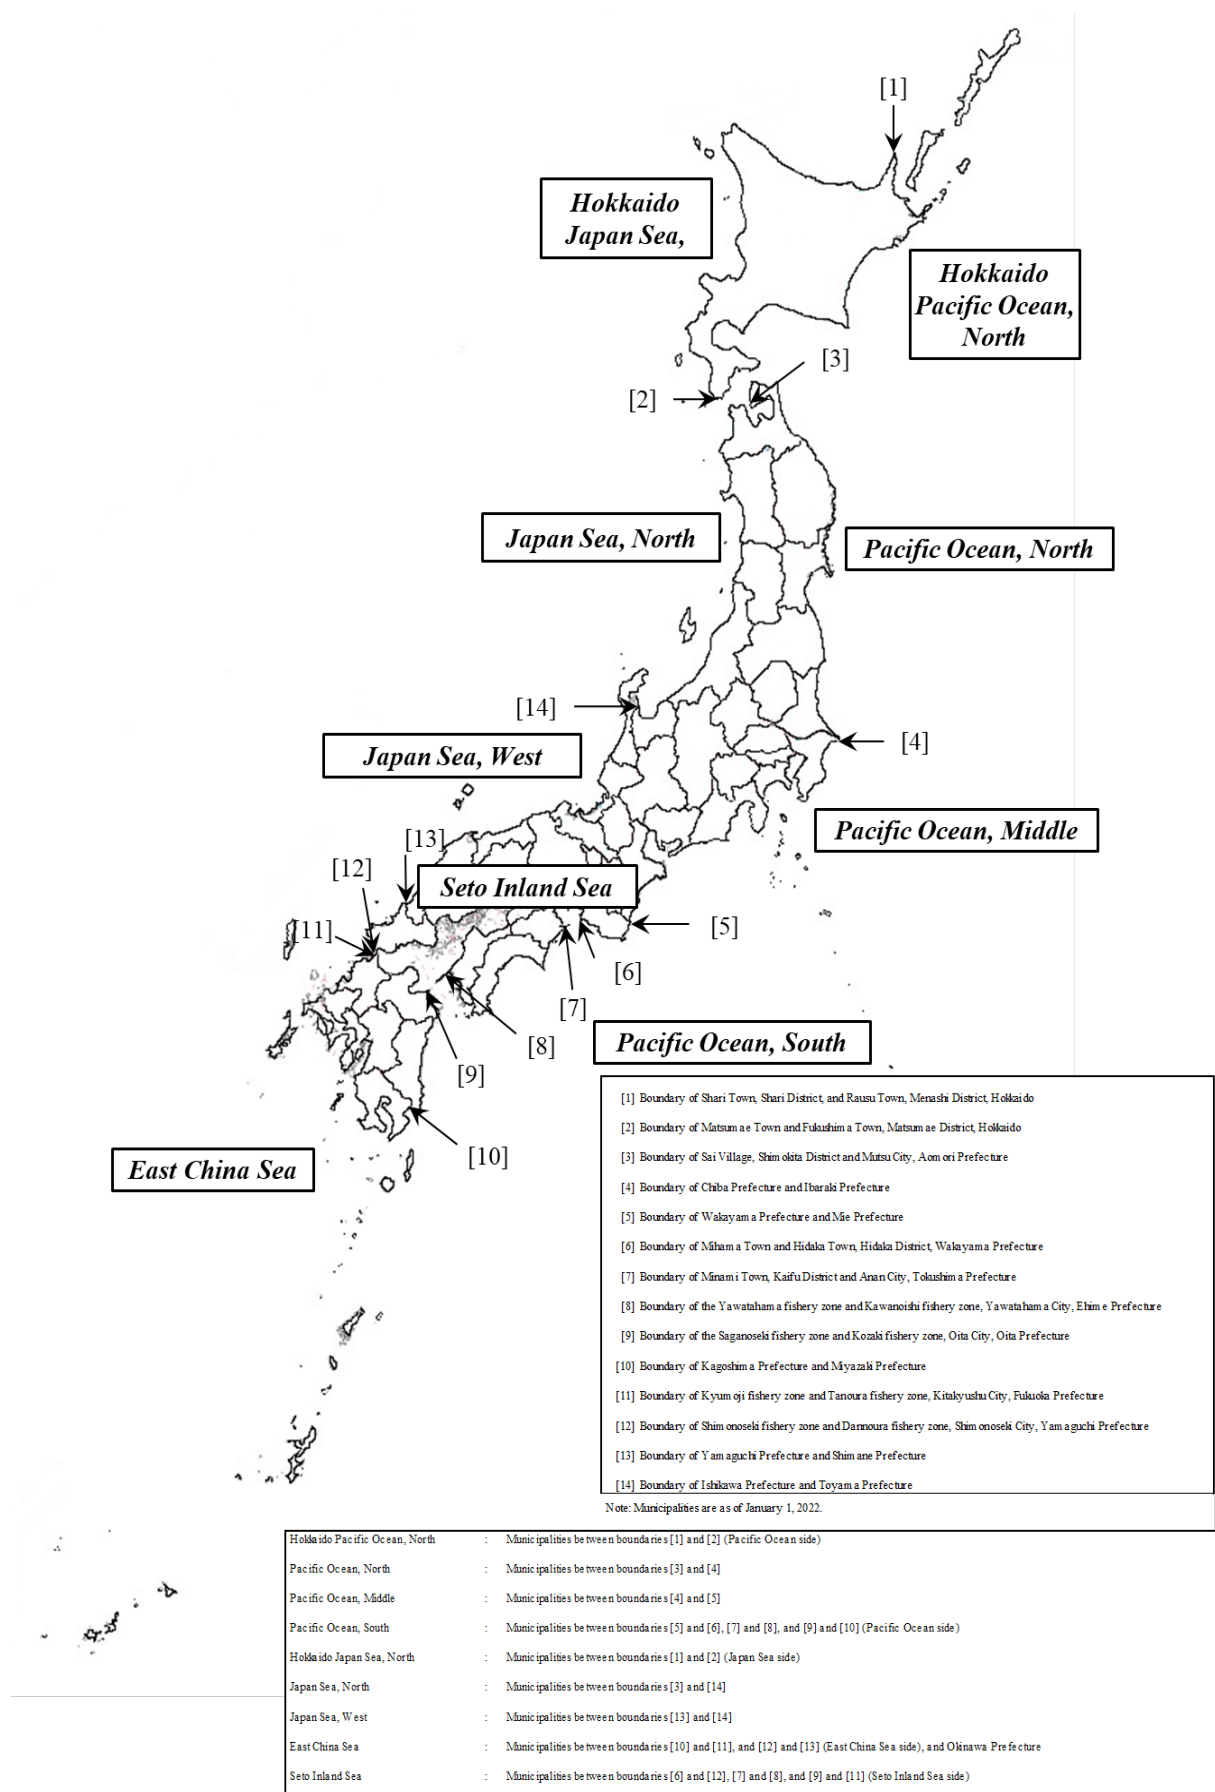 [1]
Hokkaido
Japan Sea,
Hokkaido
Pacific Ocean,
North
[3]
[2]
Japan Sea, North
Pacific Ocean, North
[14]
[4]
Japan Sea, West
Pacific Ocean, Middle
[13]
[12]
Seto Inland Sea
[11]
[5]
[6]
[7]
[8]
Pacific Ocean, South
[9]
[10]
East China Sea
[1] Boundary of Shari Town, Shari District, and Rausu Town, Menashi District, Hokkaido
[2] Boundary of Matsumae Town and Fukushima Town, Matsumae District, Hokkaido
[3] Boundary of Sai Village, Shimokita District and Mutsu City, Aomori Prefecture
[4] Boundary of Chiba Prefecture and Ibaraki Prefecture
[5] Boundary of Wakayama Prefecture and Mie Prefecture
[6] Boundary of Mihama Town and Hidaka Town, Hidaka District, Wakayama Prefecture
[7] Boundary of Minami Town, Kaifu District and Anan City, Tokushima Prefecture
[8] Boundary of the Yawatahama fishery zone and Kawanoishi fishery zone, Yawatahama City, Ehime Prefecture
[9] Boundary of the Saganoseki fishery zone and Kozaki fishery zone, Oita City, Oita Prefecture
[10] Boundary of Kagoshima Prefecture and Miyazaki Prefecture
[11] Boundary of Kyumoji fishery zone and Tanoura fishery zone, Kitakyushu City, Fukuoka Prefecture
[12] Boundary of Shimonoseki fishery zone and Dannoura fishery zone, Shimonoseki City, Yamaguchi Prefecture
[13] Boundary of Yamaguchi Prefecture and Shimane Prefecture
[14] Boundary of Ishikawa Prefecture and Toyama Prefecture
Note: Municipalities are as of January 1, 2022.
Hokkaido Pacific Ocean, North : Municipalities between boundaries [1] and [2] (Pacific Ocean side)
Pacific Ocean, North : Municipalities between boundaries [3] and [4]
Pacific Ocean, Middle : Municipalities between boundaries [4] and [5]
Pacific Ocean, South : Municipalities between boundaries [5] and [6], [7] and [8], and [9] and [10] (Pacific Ocean side)
Hokkaido Japan Sea, North : Municipalities between boundaries [1] and [2] (Japan Sea side)
Japan Sea, North : Municipalities between boundaries [3] and [14]
Japan Sea, West : Municipalities between boundaries [13] and [14]
East China Sea : Municipalities between boundaries [10] and [11], and [12] and [13] (East China Sea side), and Okinawa Prefecture
Seto Inland Sea : Municipalities between boundaries [6] and [12], [7] and [8], and [9] and [11] (Seto Inland Sea side)